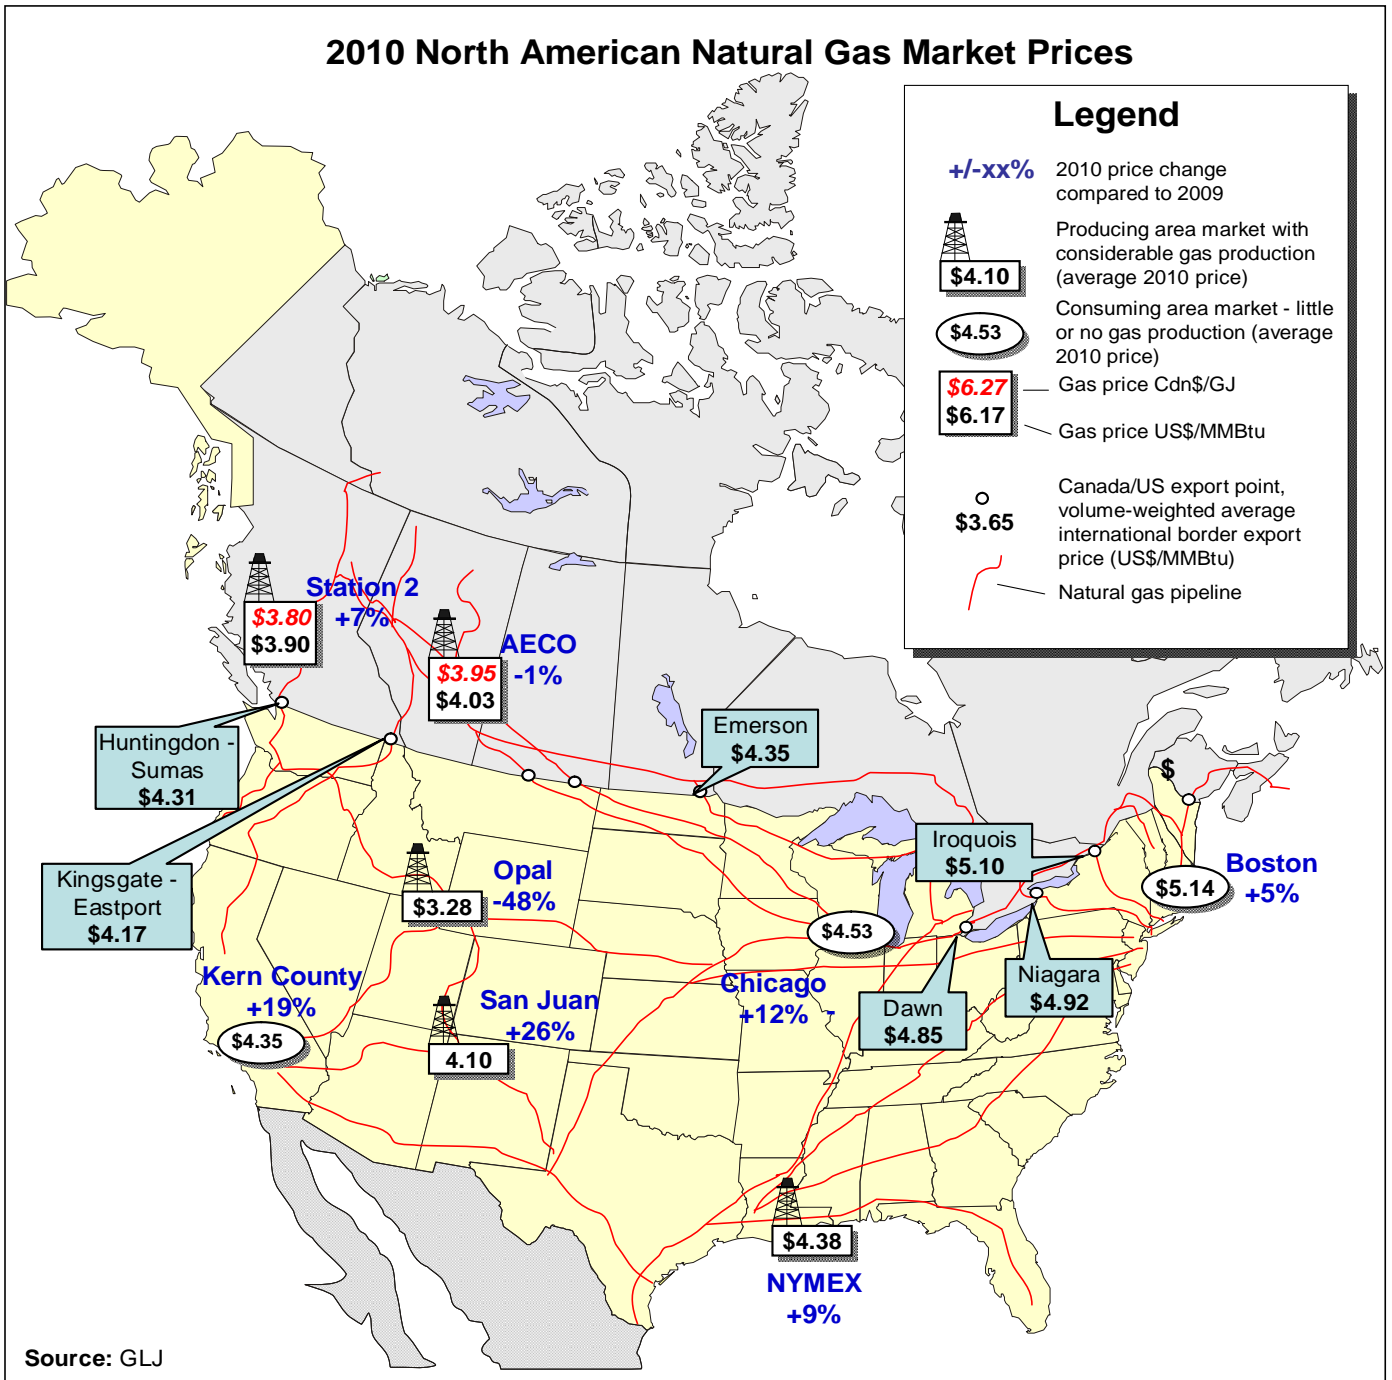 2010 North American Natural Gas Market Prices
Legend
+/-xx%
2010 price change
compared to 2009
$4.10
Producing area market with
considerable gas production
(average 2010 price)
$4.53
Consuming area market - little
or no gas production (average
2010 price)
$6.27
Gas price Cdn$/GJ
$6.17
Gas price US$/MMBtu
$3.65
Canada/US export point,
volume-weighted average
international border export
price (US$/MMBtu)
Natural gas pipeline
Station 2
+7%
$3.80
$3.90
AECO
-1%
$3.95
$4.03
Huntingdon -
Sumas
$4.31
Emerson
$4.35
$
Kingsgate -
Eastport
$4.17
Opal
-48%
$3.28
Iroquois
$5.10
Boston
+5%
$5.14
$4.53
Chicago
+12% -
Niagara
$4.92
Dawn
$4.85
Kern County
+19%
$4.35
San Juan
+26%
4.10
$4.38
NYMEX
+9%
Source: GLJ